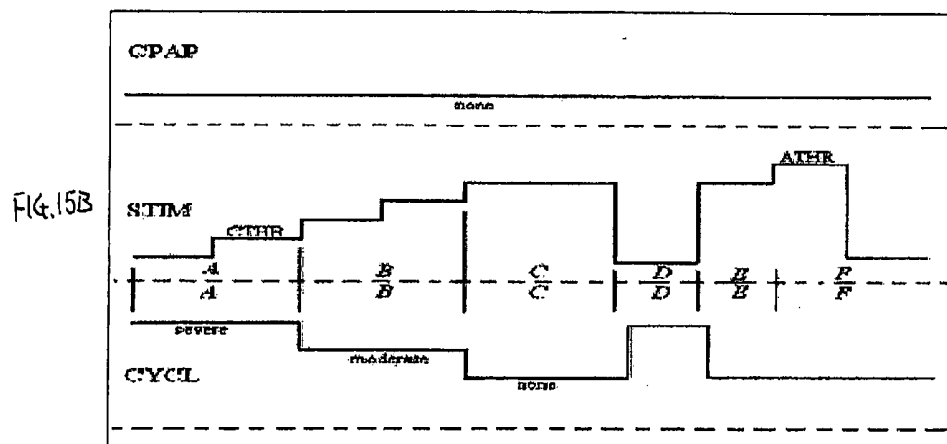 CPAP
none
FIG. 15B
ATHR
STIM
CTHR
A B C D E F
A B C D E F
severe
moderate
CYCL
none